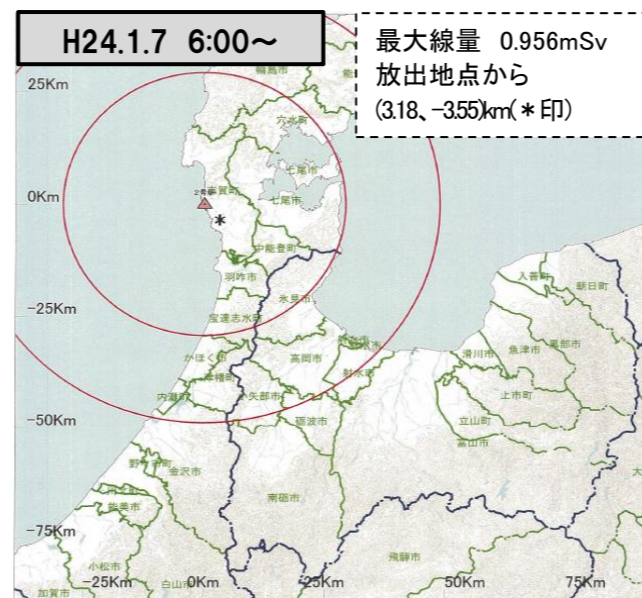 H24.1.7 6:00～
最大線量 0.956mSv
放出地点から
(3.18、−3.55)km(＊印)
25Km
輪島市
穴水町
七尾市
0Km
志賀町
七尾市
＊
中能登町
羽咋市
氷見市
入善町
朝日町
-25Km
宝達志水町
かほく市
高岡市
射水市
滑川市
魚津市
黒部市
津幡町
内灘町
小矢部市
砺波市
上市町
立山町
富山市
-50Km
野々市町
金沢市
能美市
南砺市
-75Km
小松市
飛騨市
加賀市
-25Km
白山市
0Km
25Km
50Km
75Km